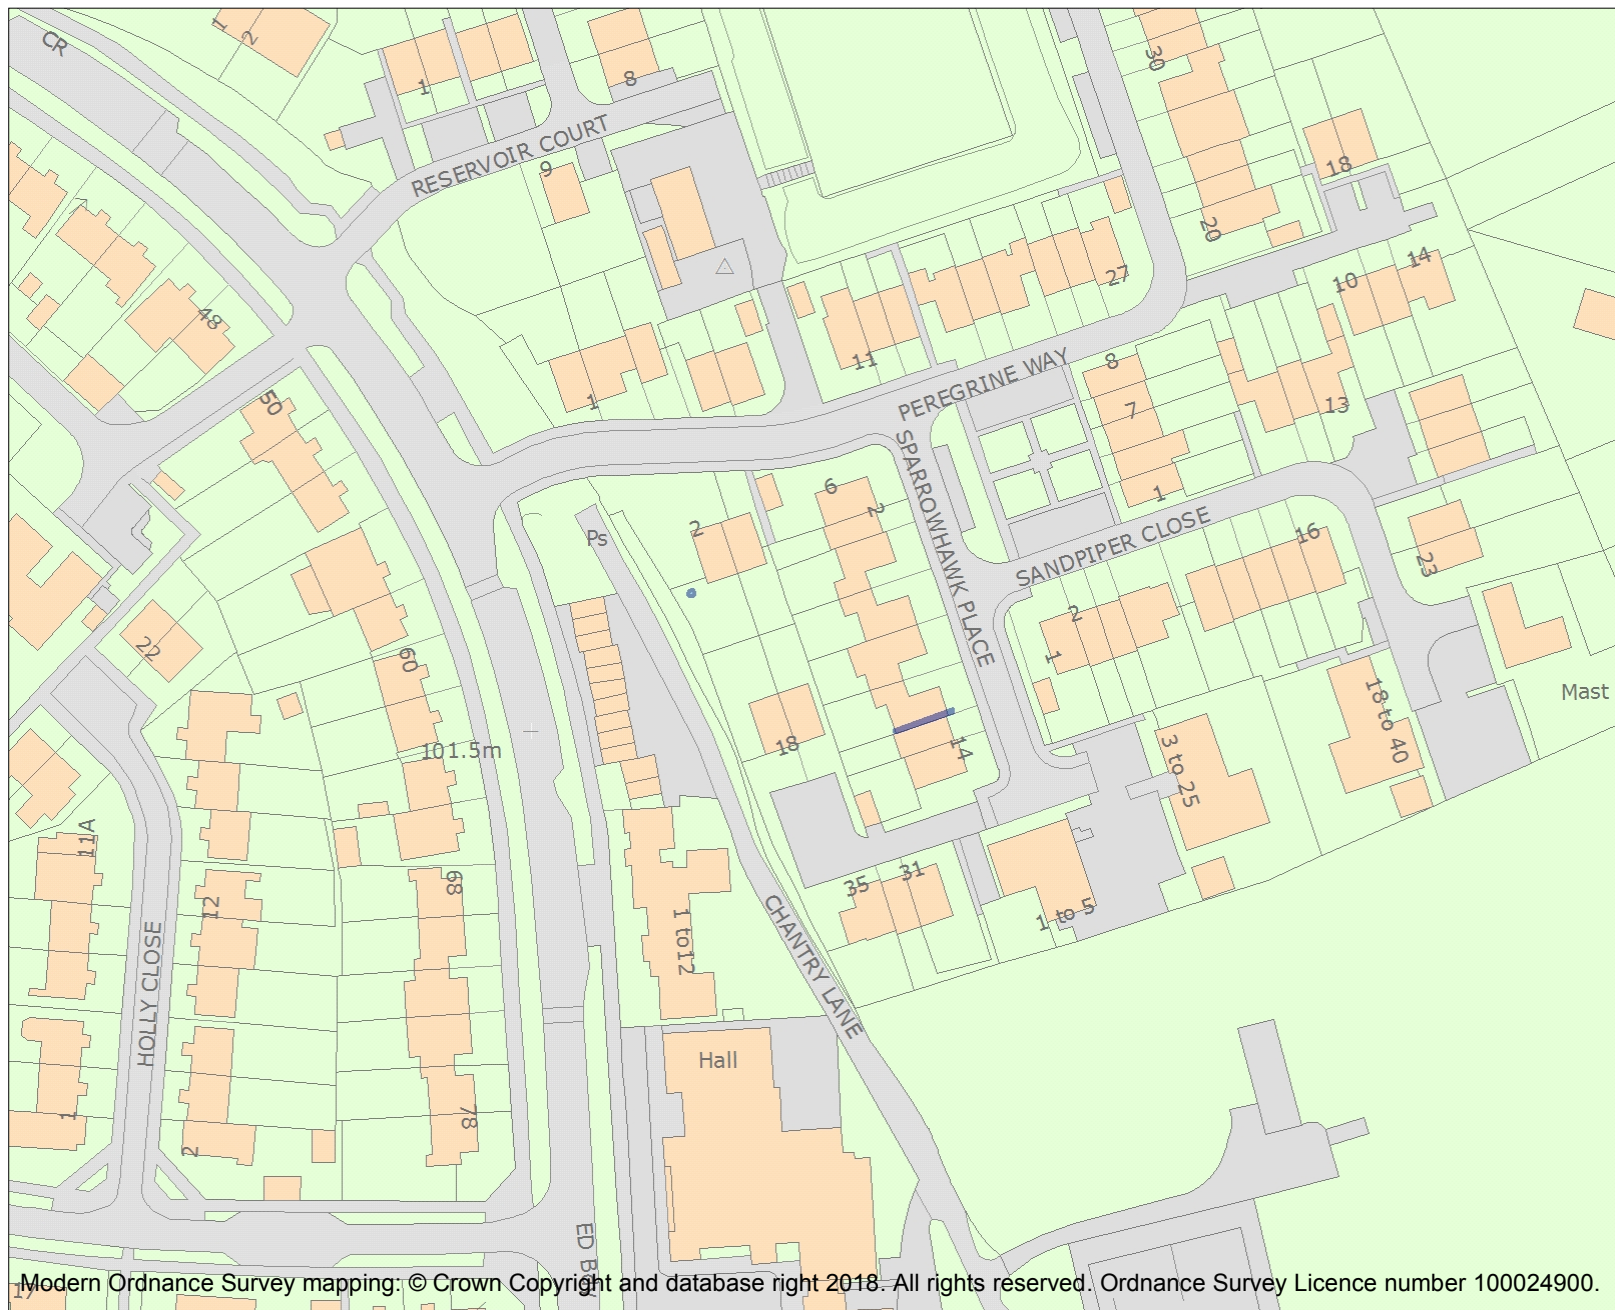 CR
1
2
1
8
30
RESERVOIR COURT
9
18
20
48
27
10
14
11
1
PEREGRINE WAY
8
7
13
50
SPARROWHAWK PLACE
6
2
1
2
Ps
SANDPIPER CLOSE
16
23
22
2
1
60
18
14
101.5m
3 to 25
18 to 40
Mast
11A
68
12
35
31
1 to 5
1 to 12
CHANTRY LANE
HOLLY CLOSE
Hall
1
78
2
17
Modern Ordnance Survey mapping: © Crown Copyright and database right 2018. All rights reserved. Ordnance Survey Licence number 100024900.